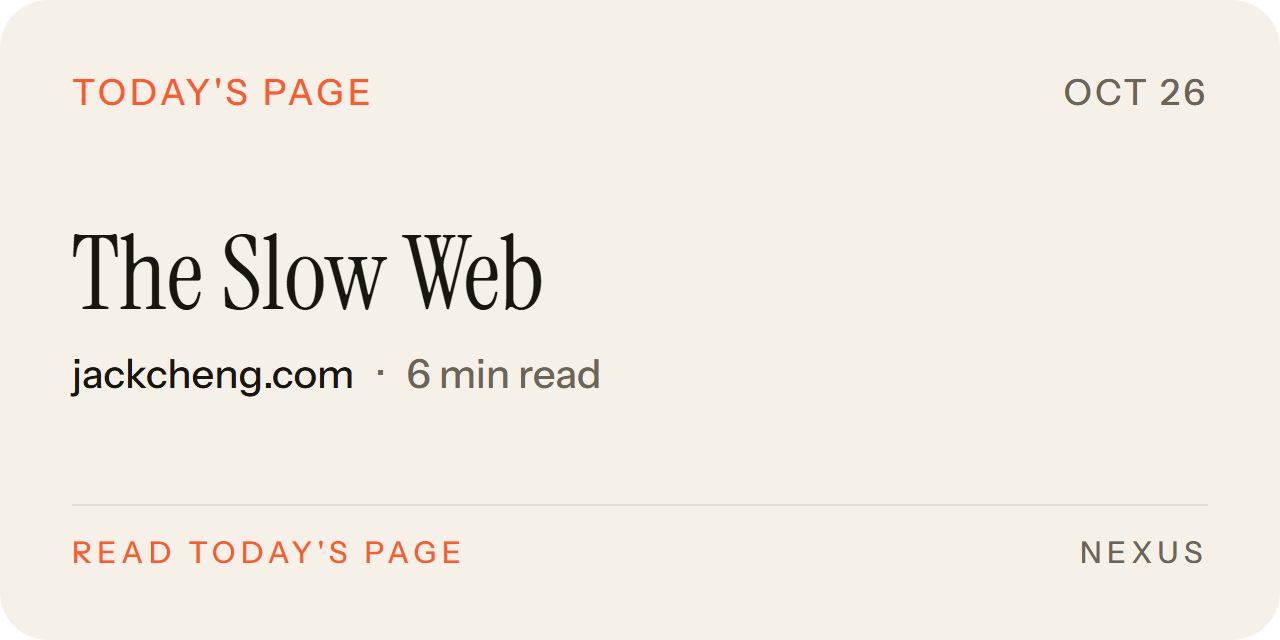 TODAY'S PAGE
OCT 26
The Slow Web
jackcheng.com · 6 min read
READ TODAY'S PAGE
NEXUS